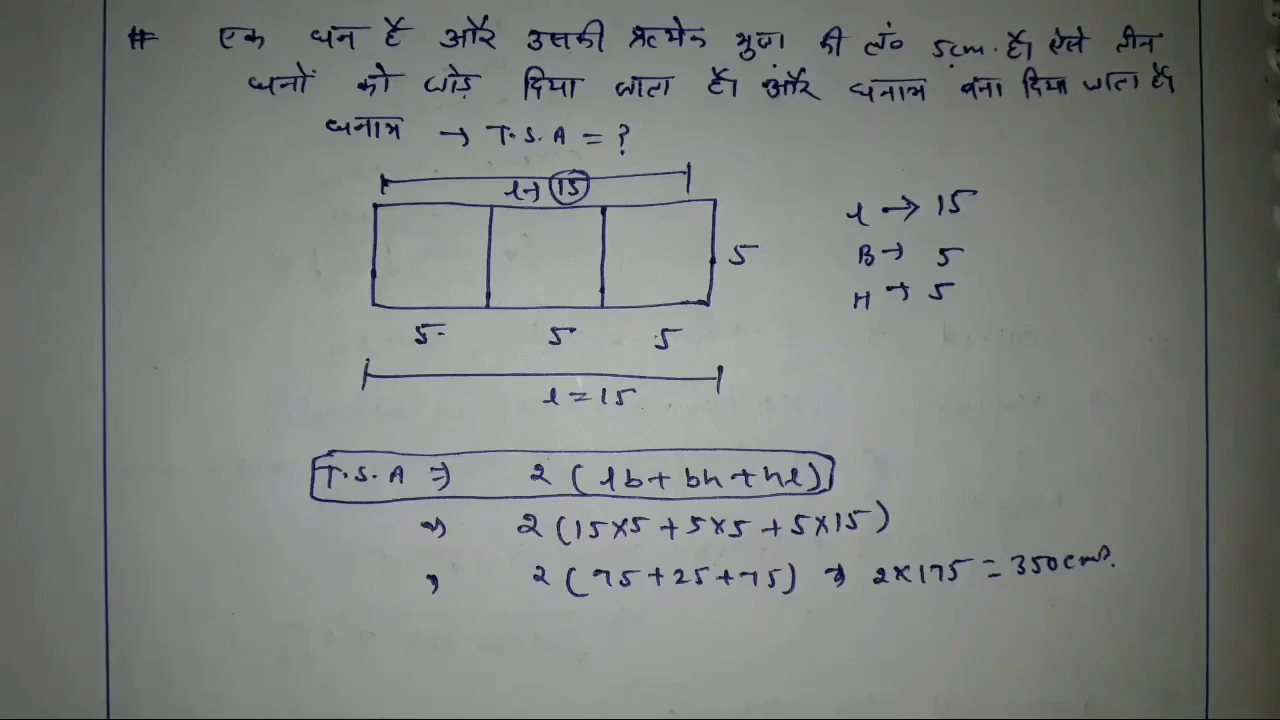 # एक घन है और उसकी प्रत्येक भुजा की लं० 5cm. है। ऐसे तीन
घनों को जोड़ दिया जाता है। और घनाभ बना दिया जाता है।
घनाभ → T.S.A = ?
l→ 15
5
l → 15
B → 5
H → 5
5 5 5
l = 15
T.S.A ⇒ 2 (lb + bh + hl)
⇒ 2 (15×5 + 5×5 + 5×15)
⇒ 2 (75+25+75) ⇒ 2×175 = 350cm².